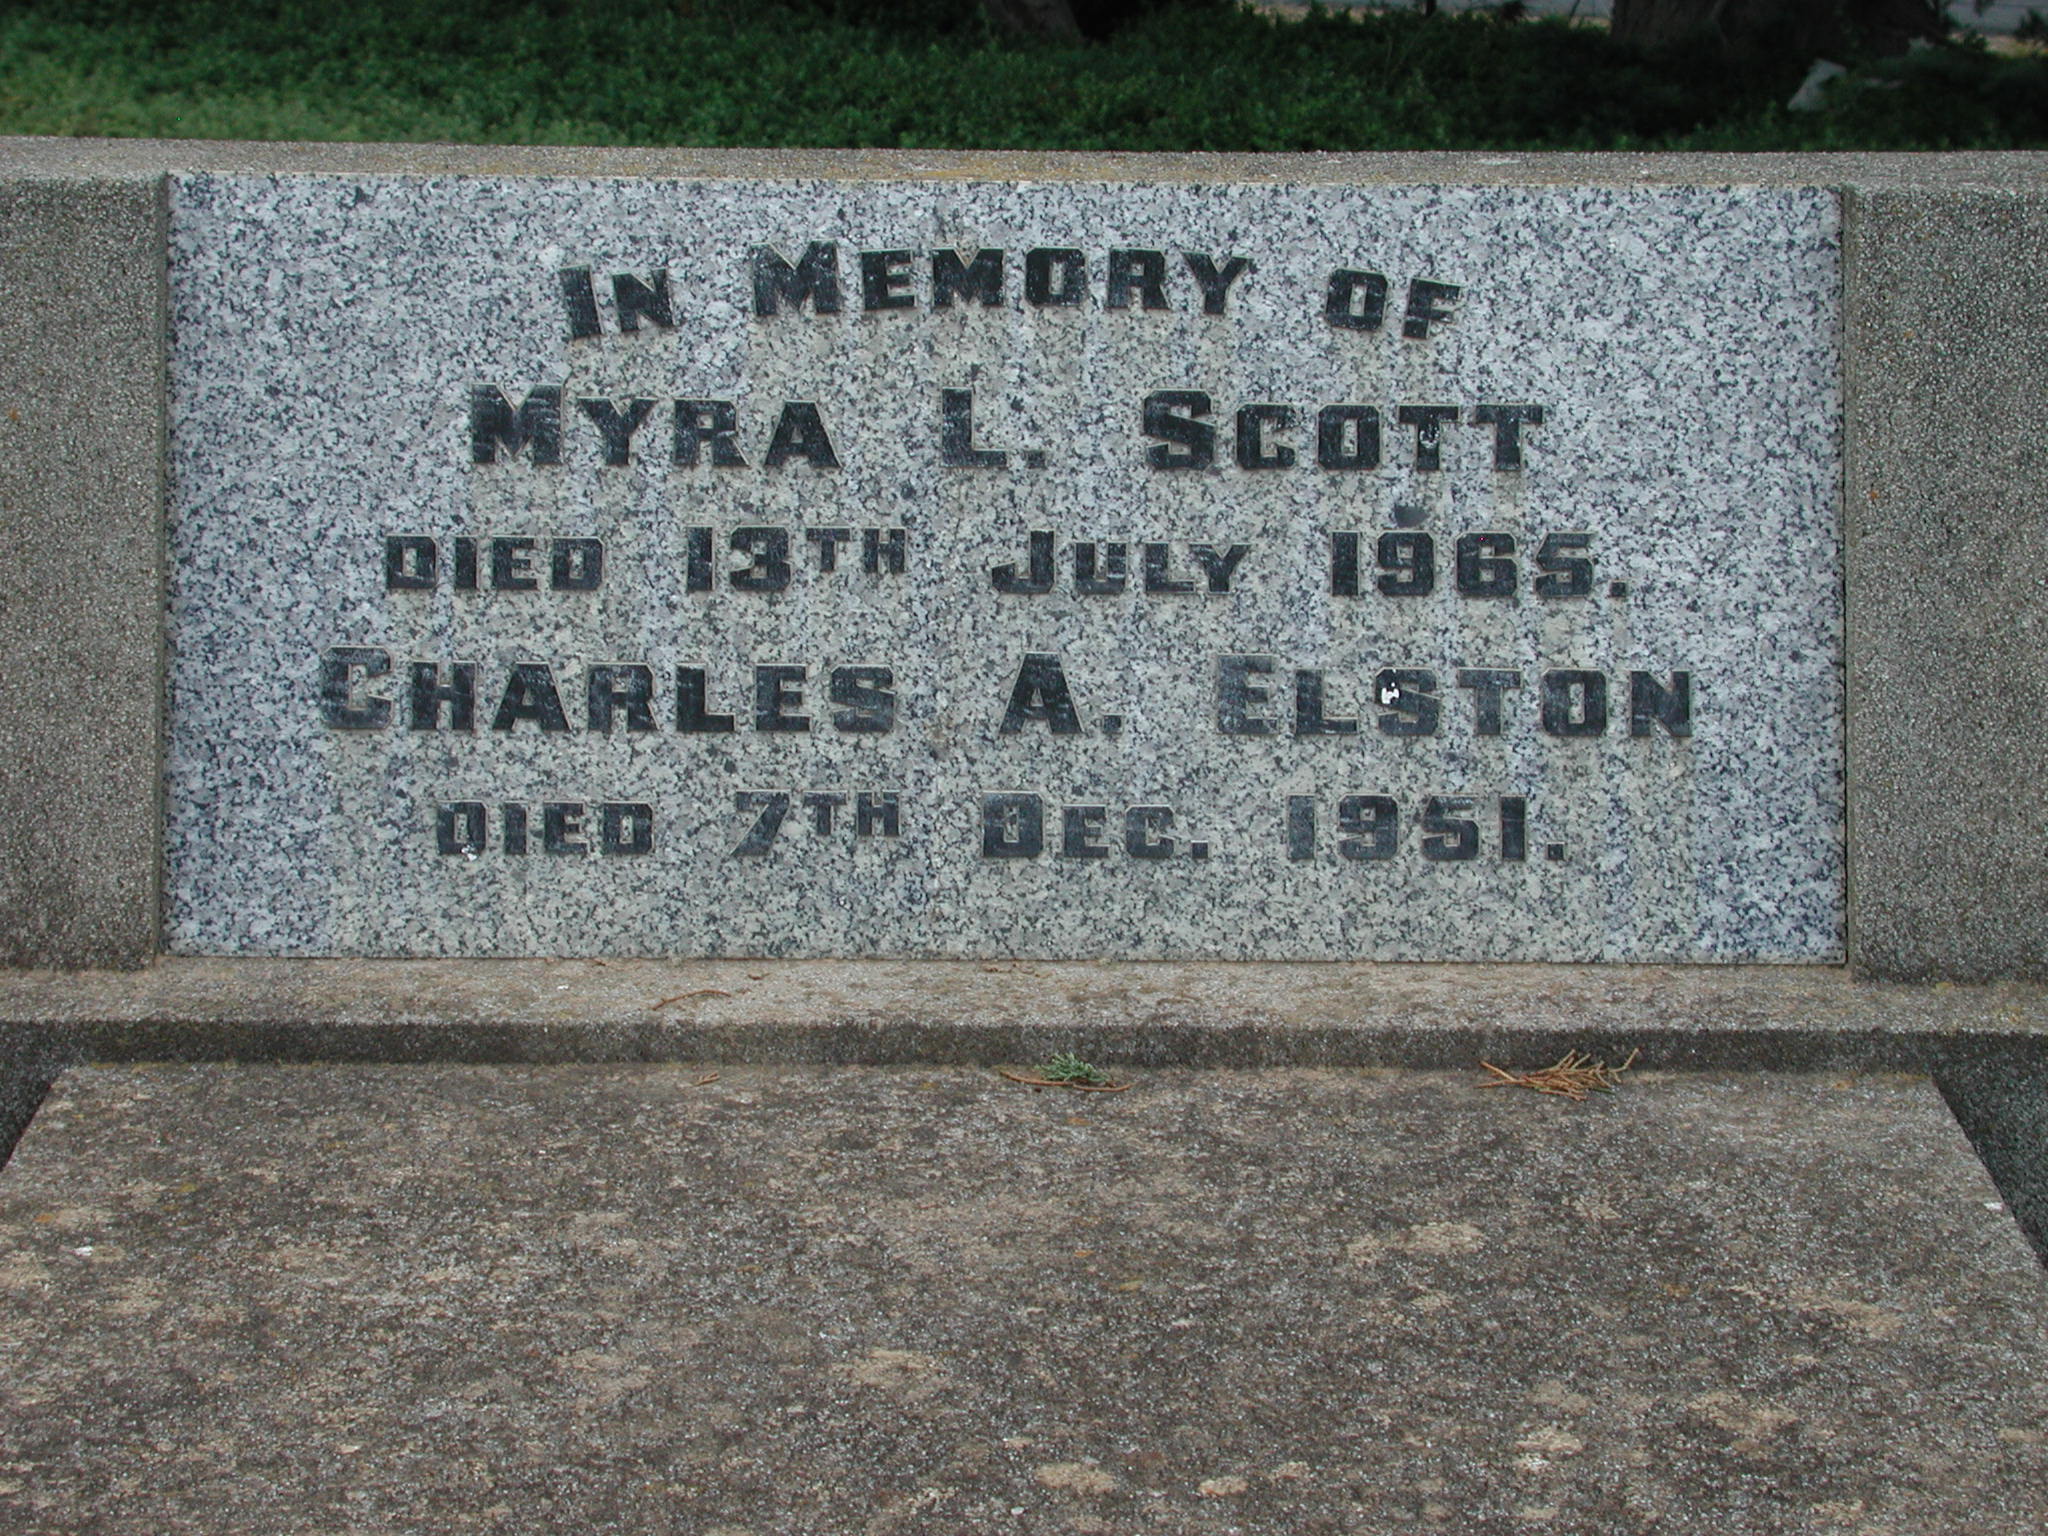 In Memory of
Myra L. Scott
died 13th July 1965.
Charles A. Elston
died 7th Dec. 1951.